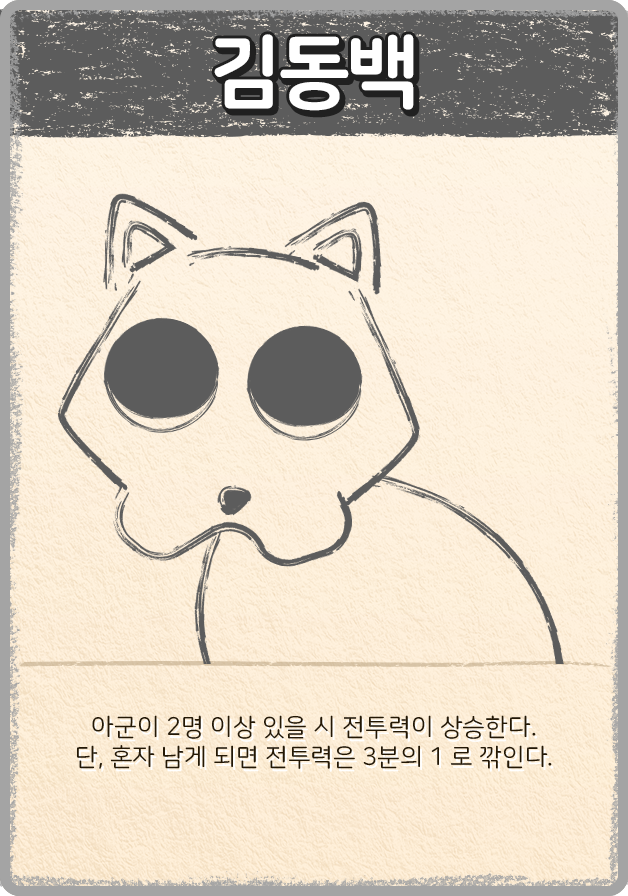 김동백
아군이 2명 이상 있을 시 전투력이 상승한다.
단, 혼자 남게 되면 전투력은 3분의 1 로 깎인다.